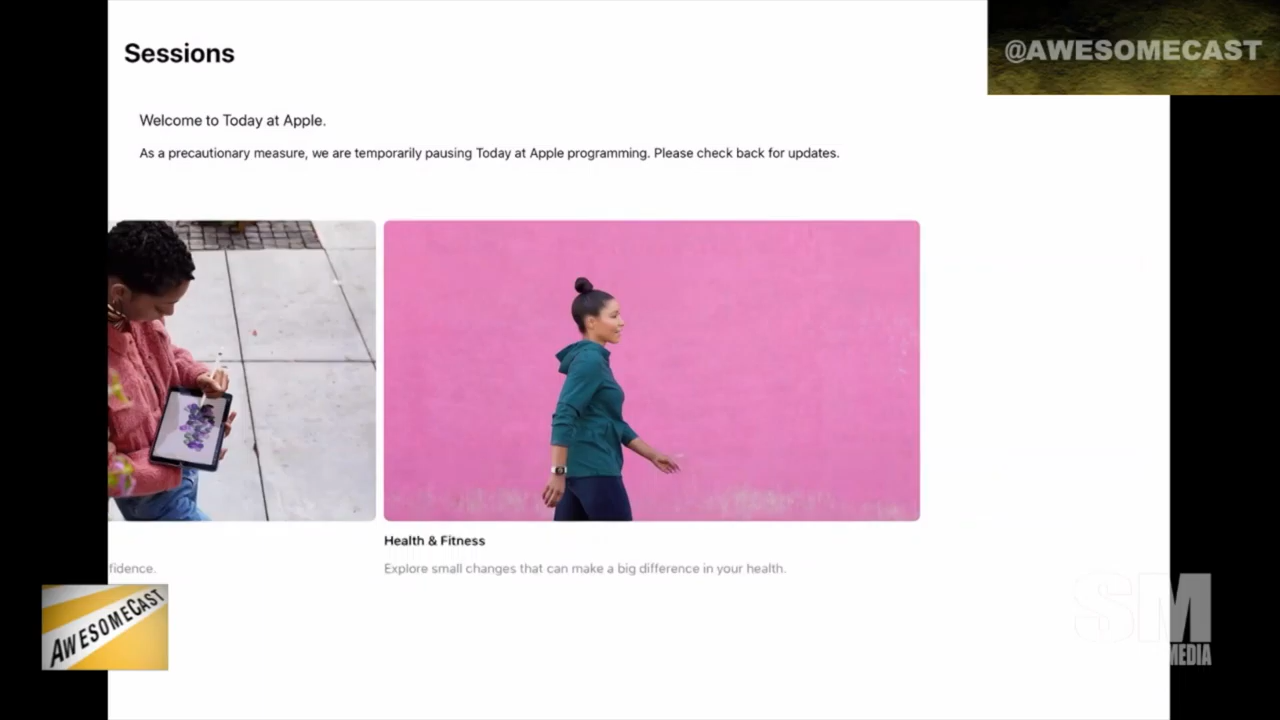 Sessions
@AWESOMECAST
Welcome to Today at Apple.
As a precautionary measure, we are temporarily pausing Today at Apple programming. Please check back for updates.
Health & Fitness
fidence.
Explore small changes that can make a big difference in your health.
AWESOMECAST
SM
MEDIA